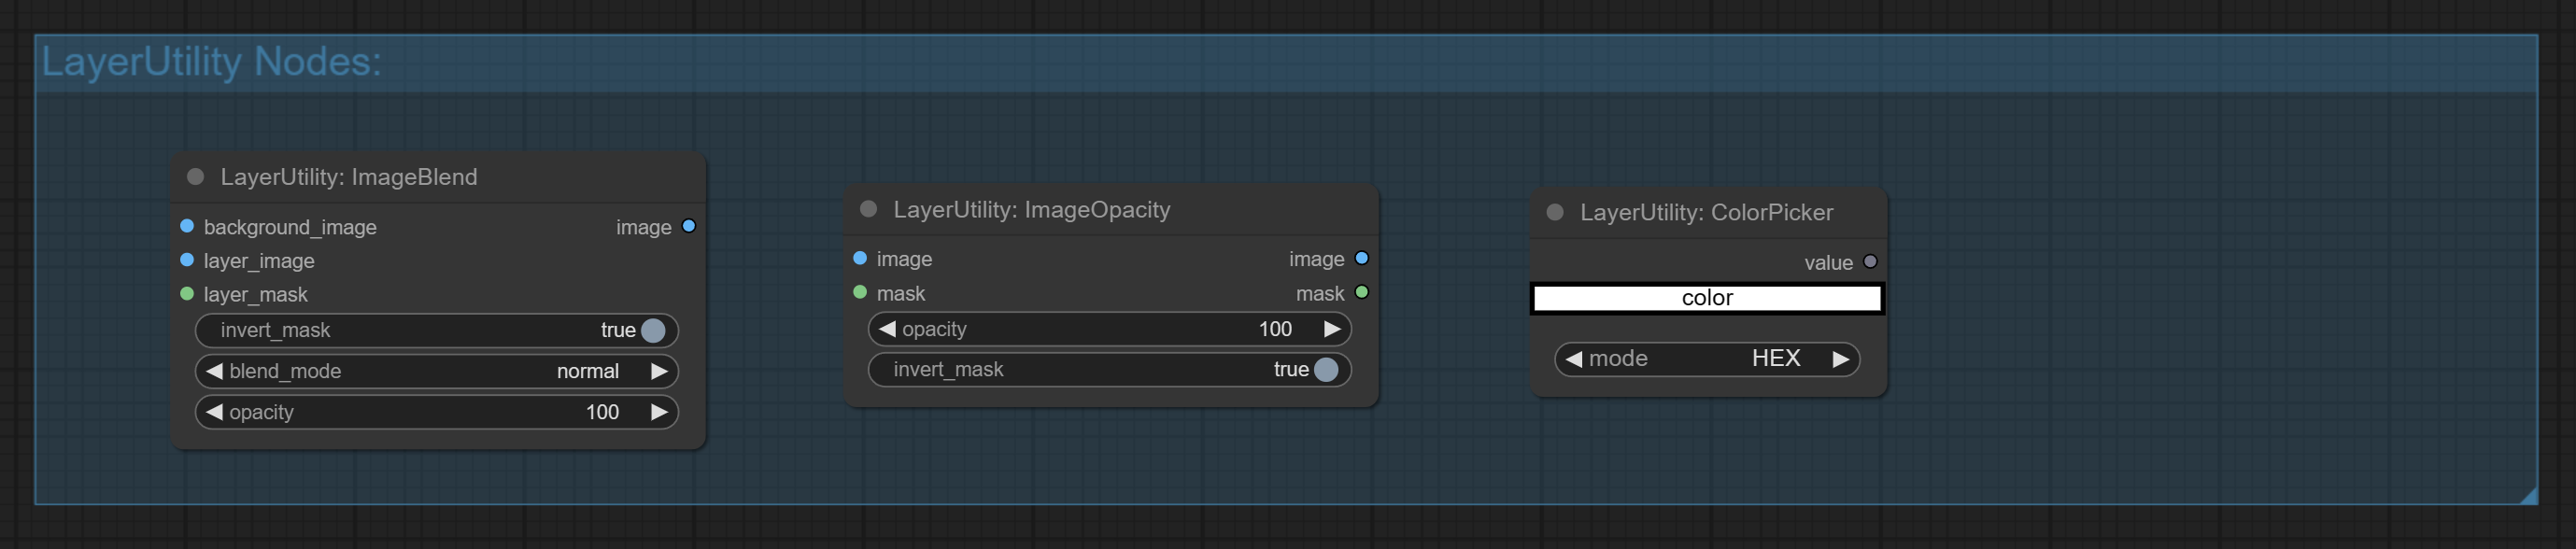 LayerUtility Nodes:
LayerUtility: ImageBlend
background_image image
layer_image
layer_mask
invert_mask true
blend_mode normal
opacity 100
LayerUtility: ImageOpacity
image image
mask mask
opacity 100
invert_mask true
LayerUtility: ColorPicker
value
color
mode HEX